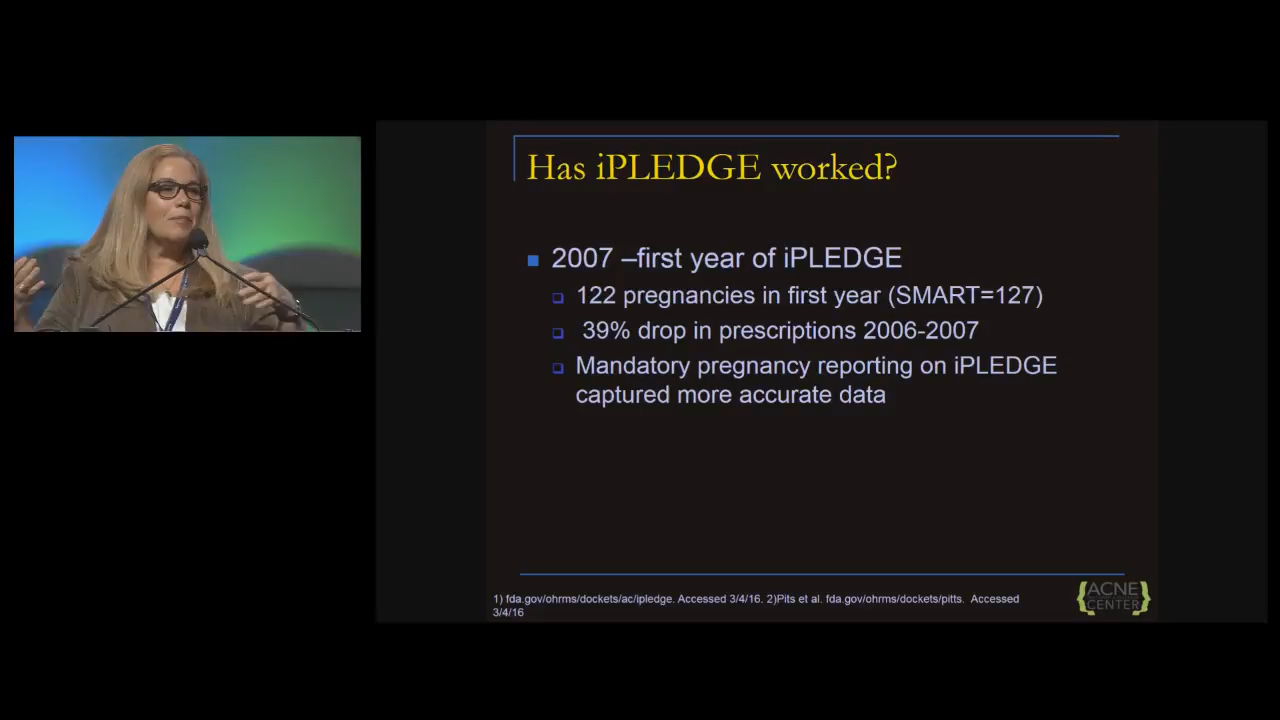 Has iPLEDGE worked?
2007 –first year of iPLEDGE
122 pregnancies in first year (SMART=127)
39% drop in prescriptions 2006-2007
Mandatory pregnancy reporting on iPLEDGE
captured more accurate data
1) fda.gov/ohrms/dockets/ac/ipledge. Accessed 3/4/16. 2)Pits et al. fda.gov/ohrms/dockets/pitts. Accessed
3/4/16
ACNE
CENTER